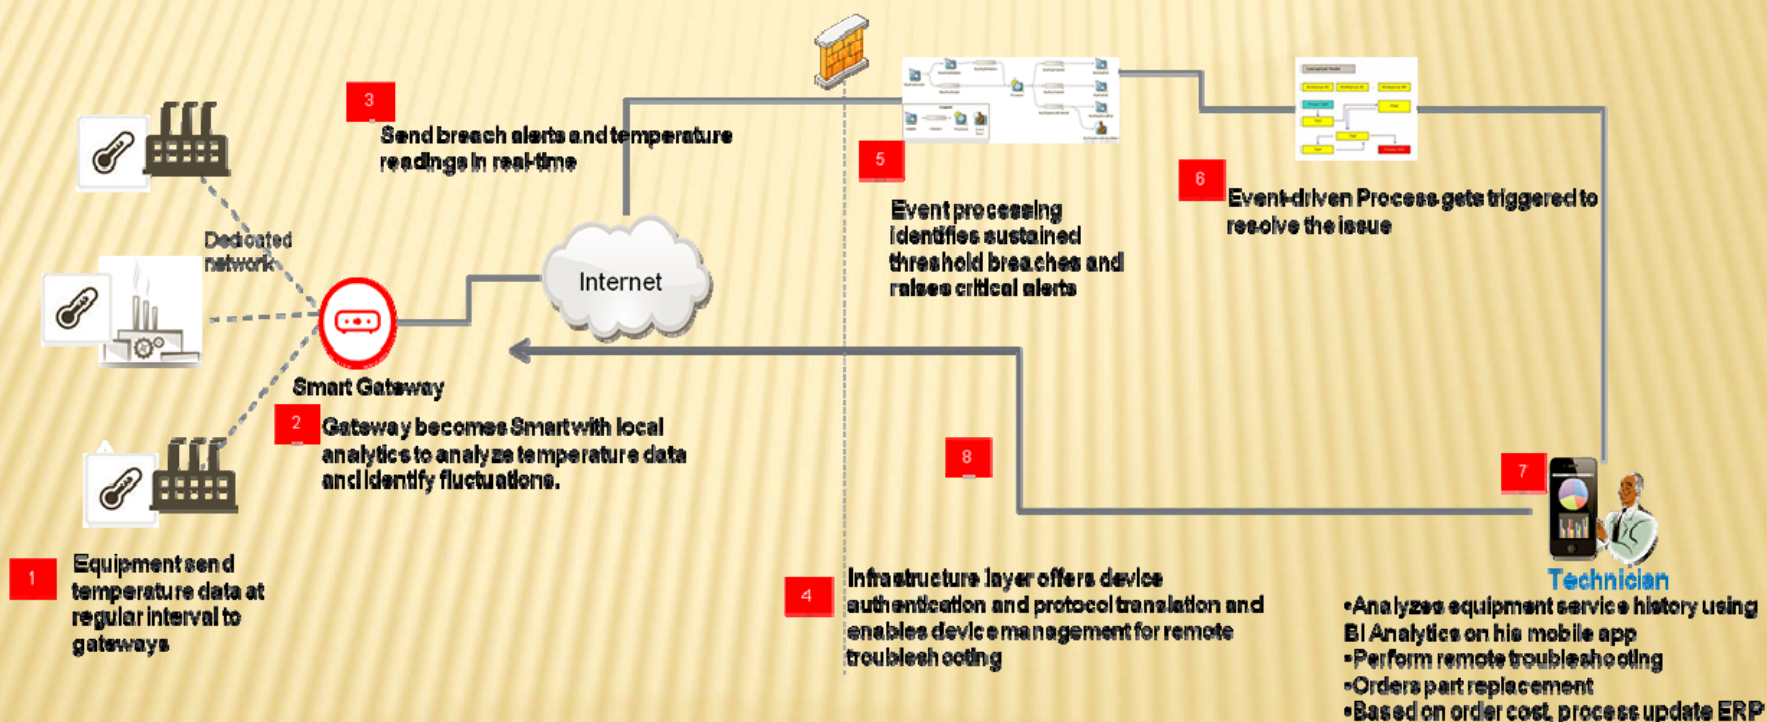 3
Send breach alerts and temperature
readings in real-time
Dedicated
network
Internet
Smart Gateway
2
Gateway becomes Smart with local
analytics to analyze temperature data
and identify fluctuations.
1
Equipment send
temperature data at
regular interval to
gateways
5
Event processing
identifies sustained
threshold breaches and
raises critical alerts
6
Event-driven Process gets triggered to
resolve the issue
8
4
Infrastructure layer offers device
authentication and protocol translation and
enables device management for remote
troubleshooting
7
Technician
•Analyzes equipment service history using
BI Analytics on his mobile app
•Perform remote troubleshooting
•Orders part replacement
•Based on order cost, process update ERP